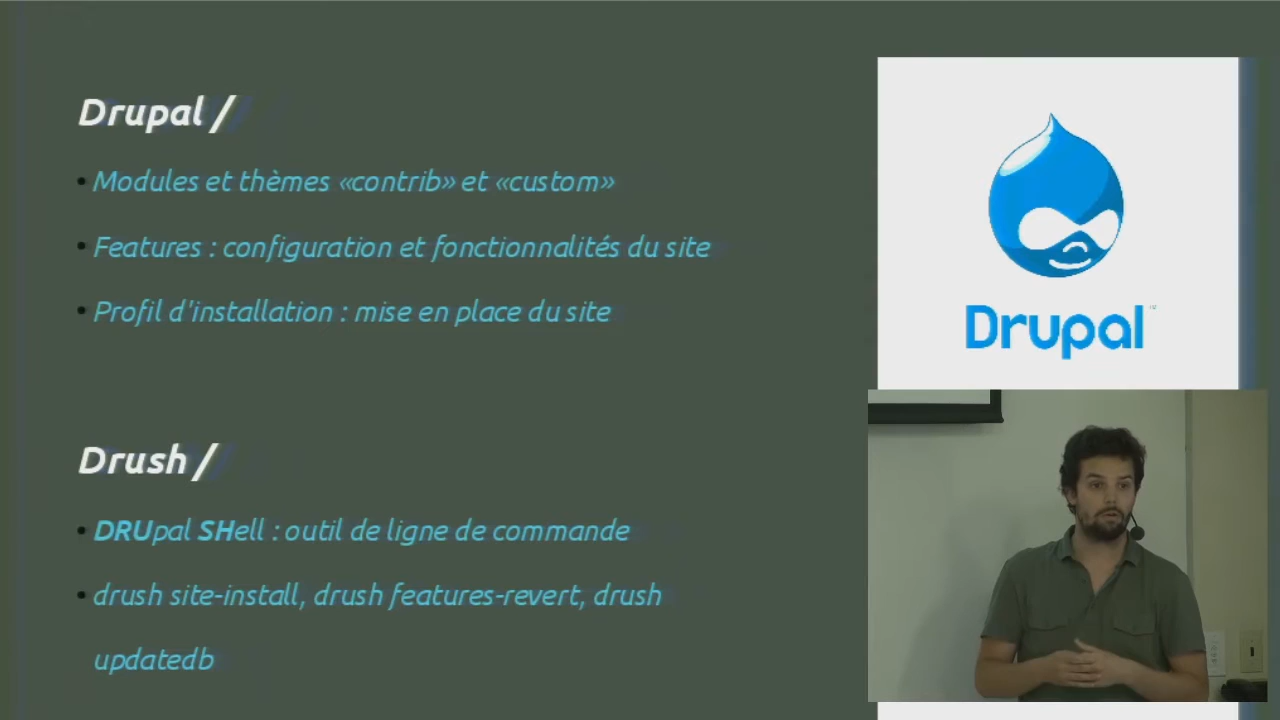 Drupal /
• Modules et thèmes «contrib» et «custom»
• Features : configuration et fonctionnalités du site
• Profil d'installation : mise en place du site
Drupal™
Drush /
• DRUpal SHell : outil de ligne de commande
• drush site-install, drush features-revert, drush
updatedb